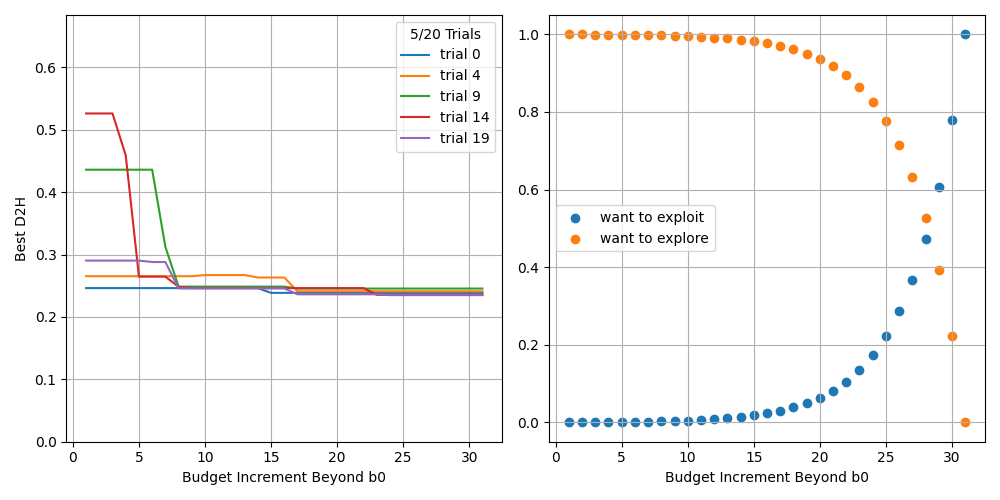 5/20 Trials
trial 0
trial 4
trial 9
trial 14
trial 19
Best D2H
0.6
0.5
0.4
0.3
0.2
0.1
0.0
0
5
10
15
20
25
30
Budget Increment Beyond b0
1.0
0.8
0.6
0.4
0.2
0.0
want to exploit
want to explore
0
5
10
15
20
25
30
Budget Increment Beyond b0